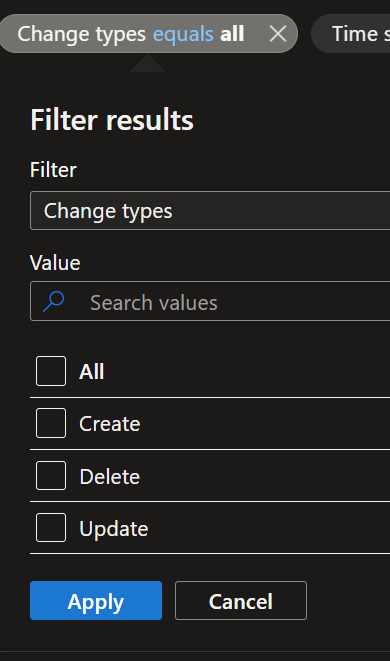 Change types equals all
Time s
Filter results
Filter
Change types
Value
Search values
All
Create
Delete
Update
Apply Cancel